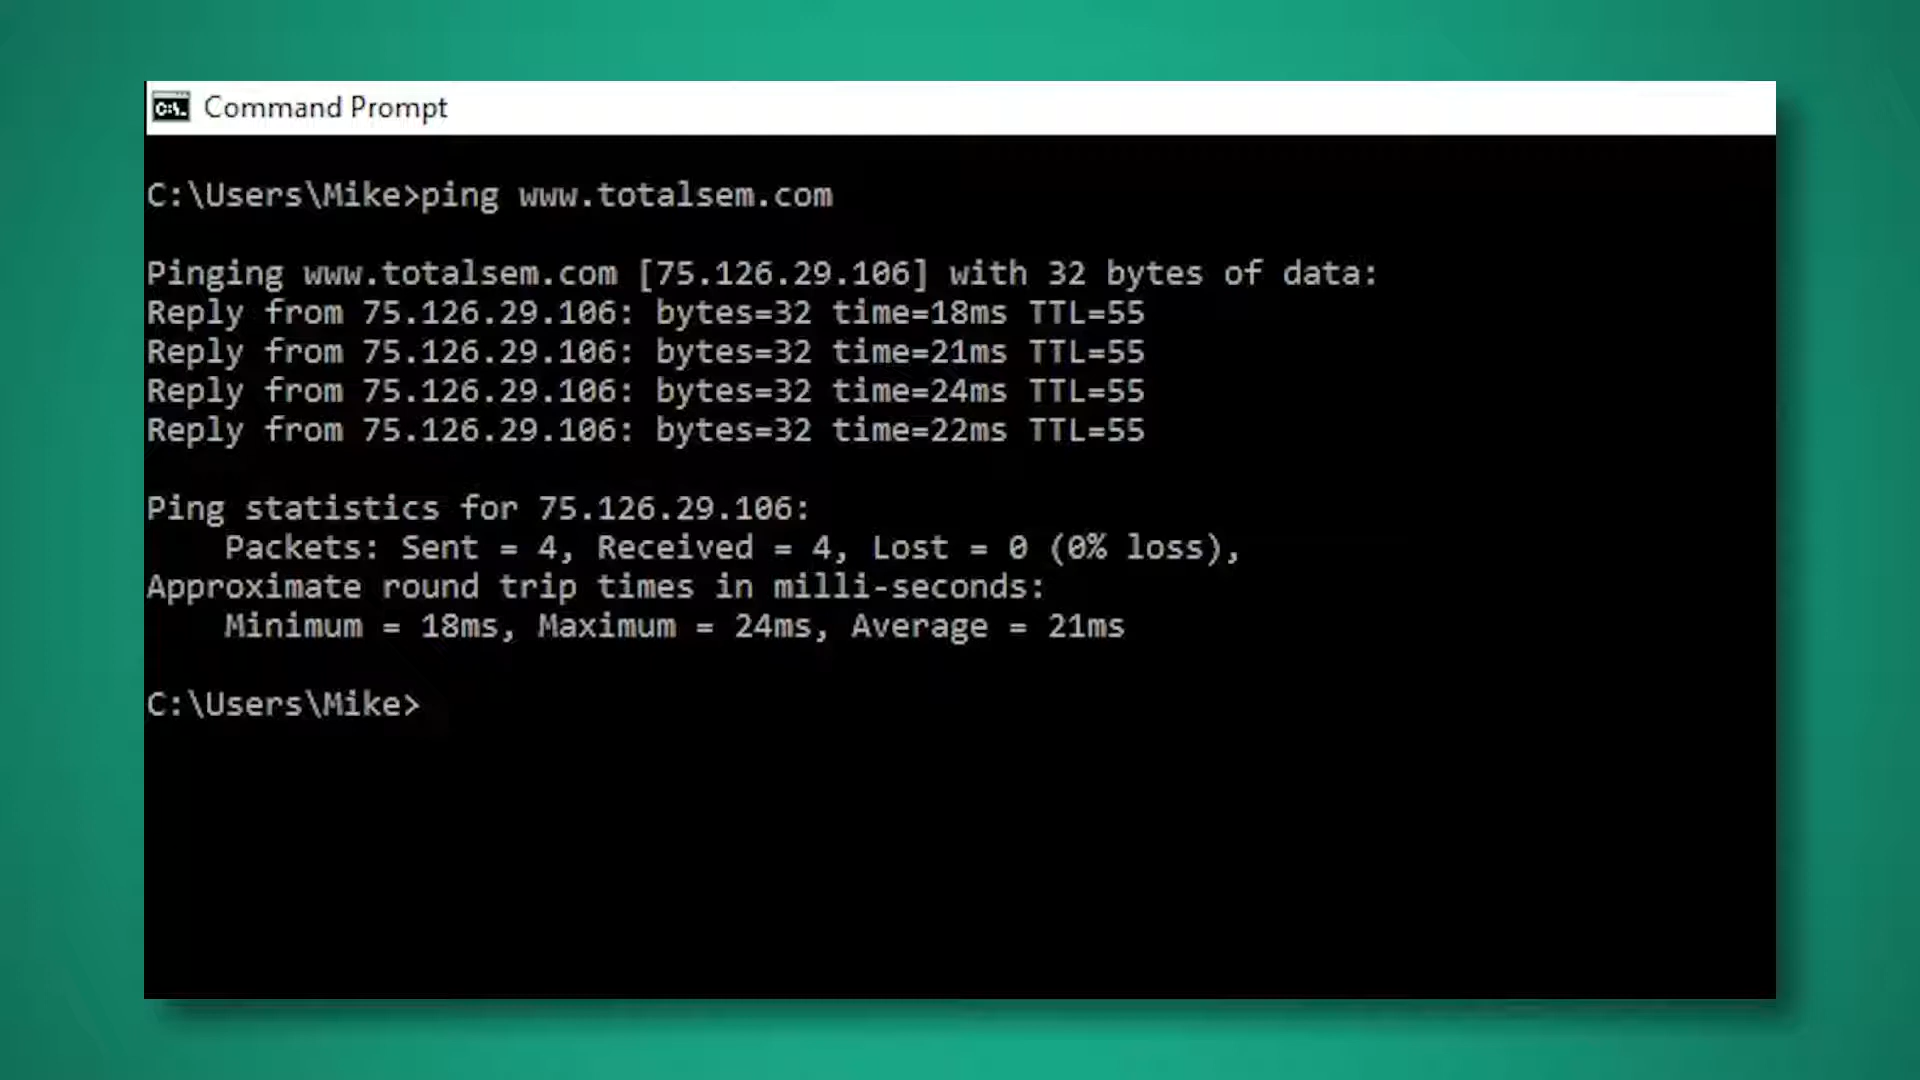 Command Prompt
C:\Users\Mike>ping www.totalsem.com
Pinging www.totalsem.com [75.126.29.106] with 32 bytes of data:
Reply from 75.126.29.106: bytes=32 time=18ms TTL=55
Reply from 75.126.29.106: bytes=32 time=21ms TTL=55
Reply from 75.126.29.106: bytes=32 time=24ms TTL=55
Reply from 75.126.29.106: bytes=32 time=22ms TTL=55
Ping statistics for 75.126.29.106:
    Packets: Sent = 4, Received = 4, Lost = 0 (0% loss),
Approximate round trip times in milli-seconds:
    Minimum = 18ms, Maximum = 24ms, Average = 21ms
C:\Users\Mike>